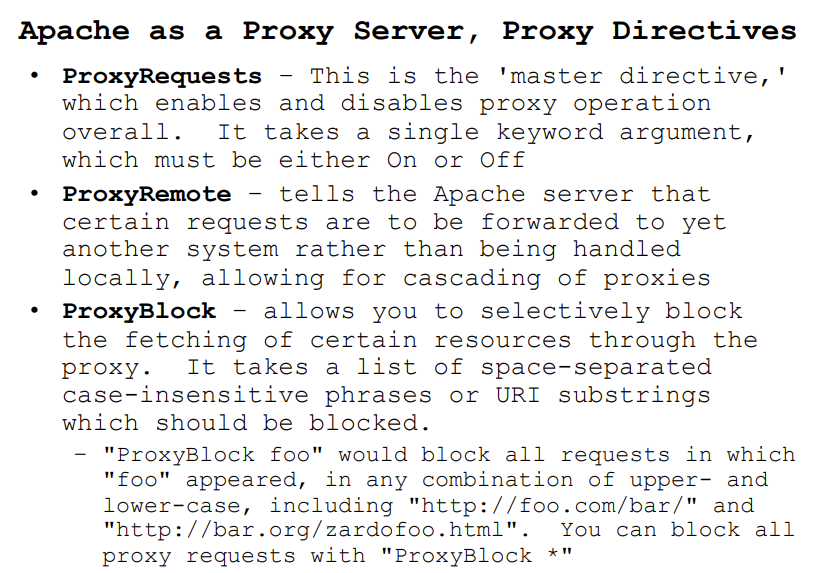 Apache as a Proxy Server, Proxy Directives
• ProxyRequests – This is the 'master directive,'
which enables and disables proxy operation
overall.  It takes a single keyword argument,
which must be either On or Off
• ProxyRemote – tells the Apache server that
certain requests are to be forwarded to yet
another system rather than being handled
locally, allowing for cascading of proxies
• ProxyBlock – allows you to selectively block
the fetching of certain resources through the
proxy.  It takes a list of space-separated
case-insensitive phrases or URI substrings
which should be blocked.
– "ProxyBlock foo" would block all requests in which
"foo" appeared, in any combination of upper- and
lower-case, including "http://foo.com/bar/" and
"http://bar.org/zardofoo.html".  You can block all
proxy requests with "ProxyBlock *"